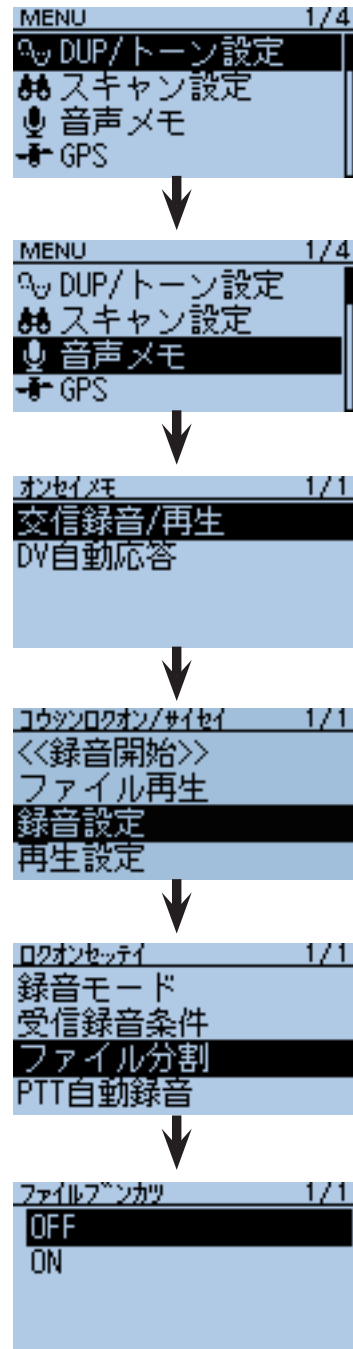 MENU 1/4
DUP/トーン設定
スキャン設定
音声メモ
GPS
MENU 1/4
DUP/トーン設定
スキャン設定
音声メモ
GPS
オンセイメモ 1/1
交信録音/再生
DV自動応答
コウシンロクオン/サイセイ 1/1
<<録音開始>>
ファイル再生
録音設定
再生設定
ロクオンセッテイ 1/1
録音モード
受信録音条件
ファイル分割
PTT自動録音
ファイルブンカツ 1/1
OFF
ON